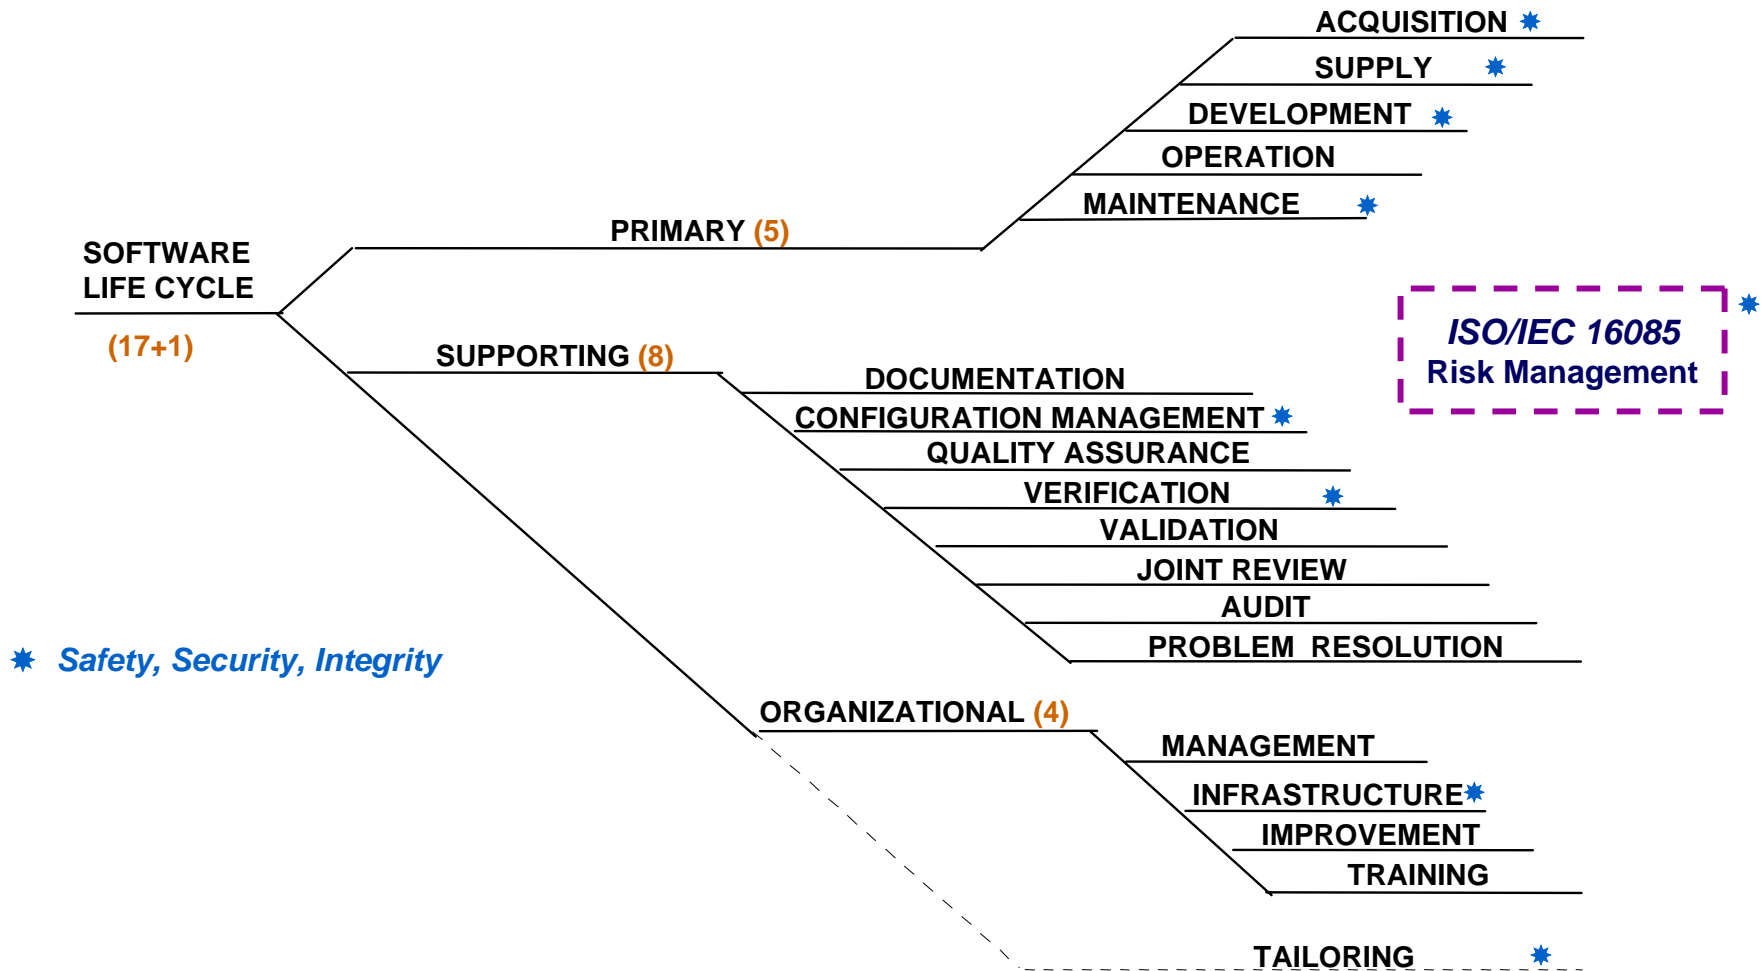 ACQUISITION
SUPPLY
DEVELOPMENT
OPERATION
MAINTENANCE
PRIMARY (5)
SOFTWARE
LIFE CYCLE
(17+1)
ISO/IEC 16085
Risk Management
SUPPORTING (8)
DOCUMENTATION
CONFIGURATION MANAGEMENT
QUALITY ASSURANCE
VERIFICATION
VALIDATION
JOINT REVIEW
AUDIT
PROBLEM RESOLUTION
Safety, Security, Integrity
ORGANIZATIONAL (4)
MANAGEMENT
INFRASTRUCTURE
IMPROVEMENT
TRAINING
TAILORING